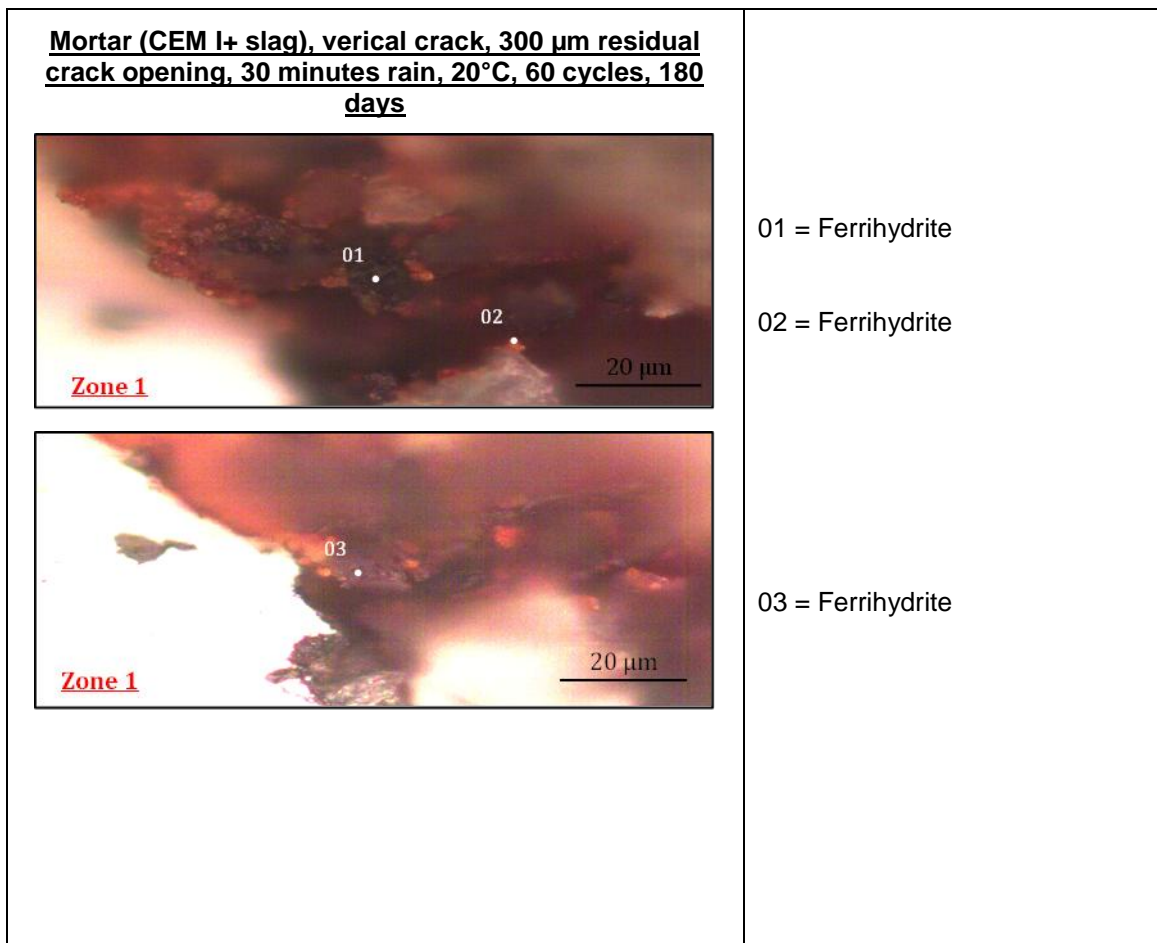 Mortar (CEM I+ slag), verical crack, 300 µm residual
crack opening, 30 minutes rain, 20°C, 60 cycles, 180
days
01
02
20 µm
Zone 1
01 = Ferrihydrite
02 = Ferrihydrite
03
20 µm
Zone 1
03 = Ferrihydrite